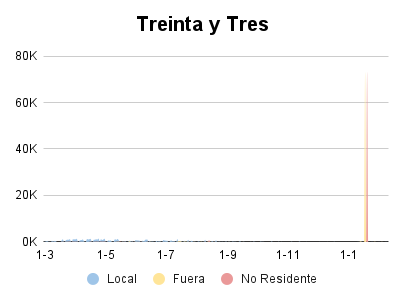 Treinta y Tres
80K
60K
40K
20K
0K
1-3 1-5 1-7 1-9 1-11 1-1
Local Fuera No Residente